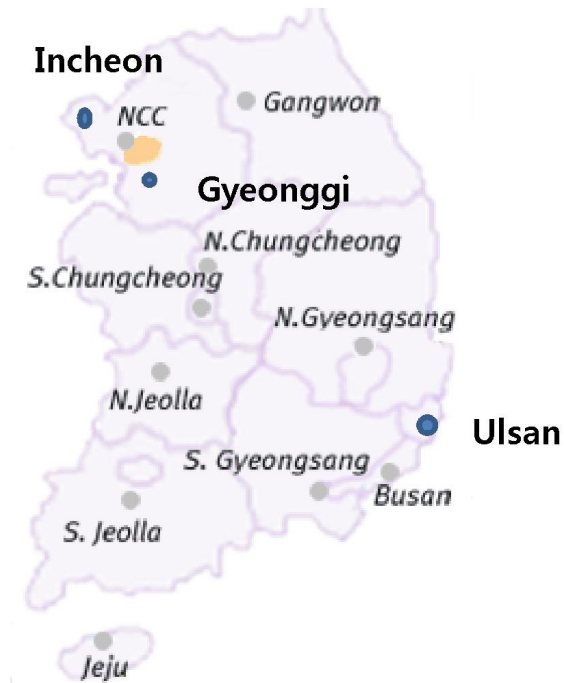 Incheon
NCC
Gangwon
Gyeonggi
N.Chungcheong
S.Chungcheong
N.Gyeongsang
N.Jeolla
Ulsan
S. Gyeongsang
Busan
S. Jeolla
Jeju